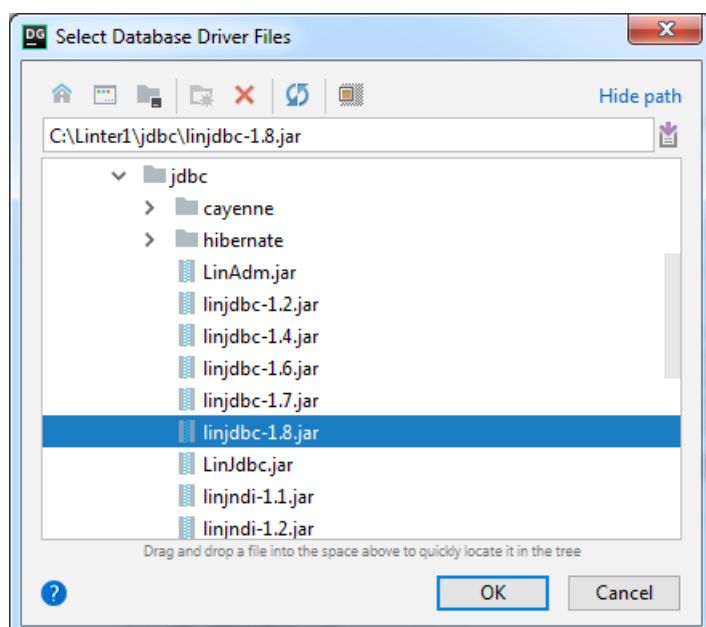 DG Select Database Driver Files
Hide path
C:\Linter1\jdbc\linjdbc-1.8.jar
jdbc
cayenne
hibernate
LinAdm.jar
linjdbc-1.2.jar
linjdbc-1.4.jar
linjdbc-1.6.jar
linjdbc-1.7.jar
linjdbc-1.8.jar
LinJdbc.jar
linjndi-1.1.jar
linjndi-1.2.jar
Drag and drop a file into the space above to quickly locate it in the tree
? OK Cancel